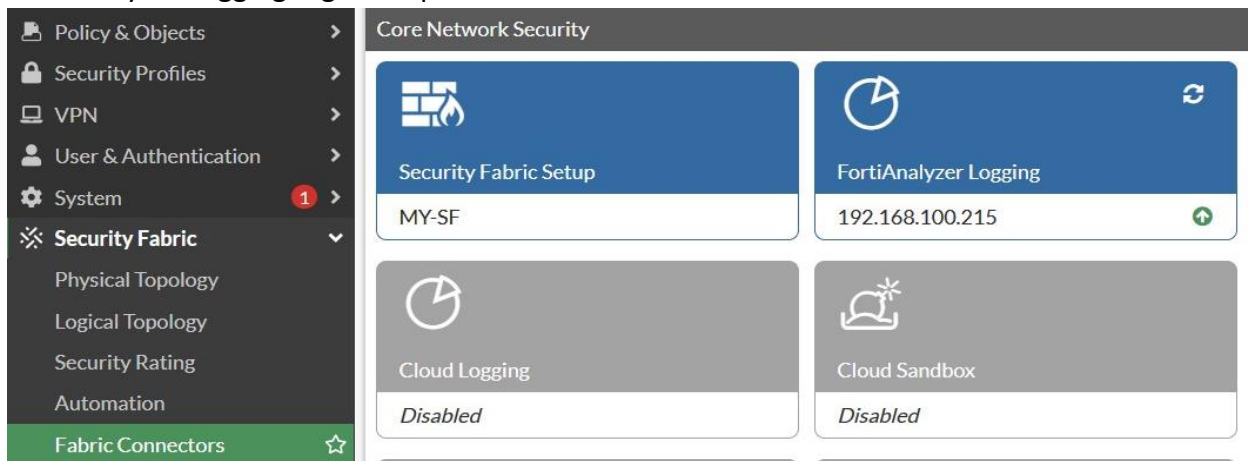 Policy & Objects
Security Profiles
VPN
User & Authentication
System 1
Security Fabric
Physical Topology
Logical Topology
Security Rating
Automation
Fabric Connectors
Core Network Security
Security Fabric Setup
MY-SF
FortiAnalyzer Logging
192.168.100.215
Cloud Logging
Disabled
Cloud Sandbox
Disabled